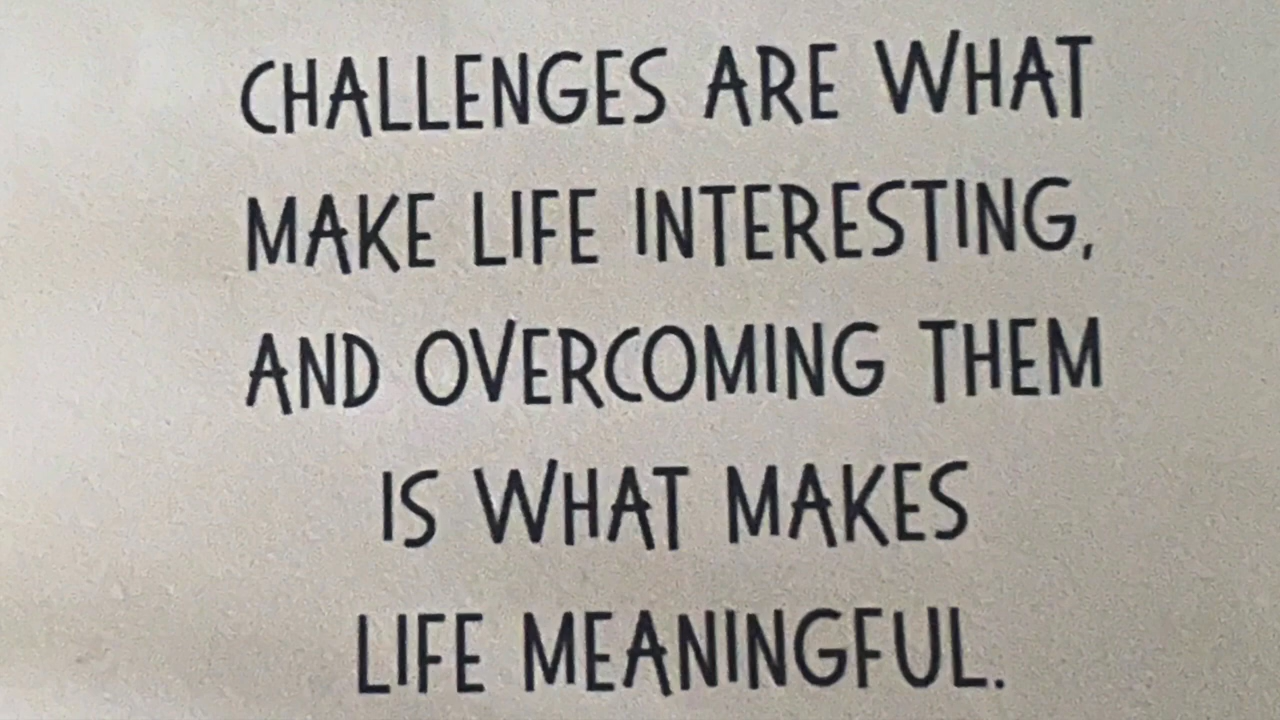 CHALLENGES ARE WHAT
MAKE LIFE INTERESTING,
AND OVERCOMING THEM
IS WHAT MAKES
LIFE MEANINGFUL.